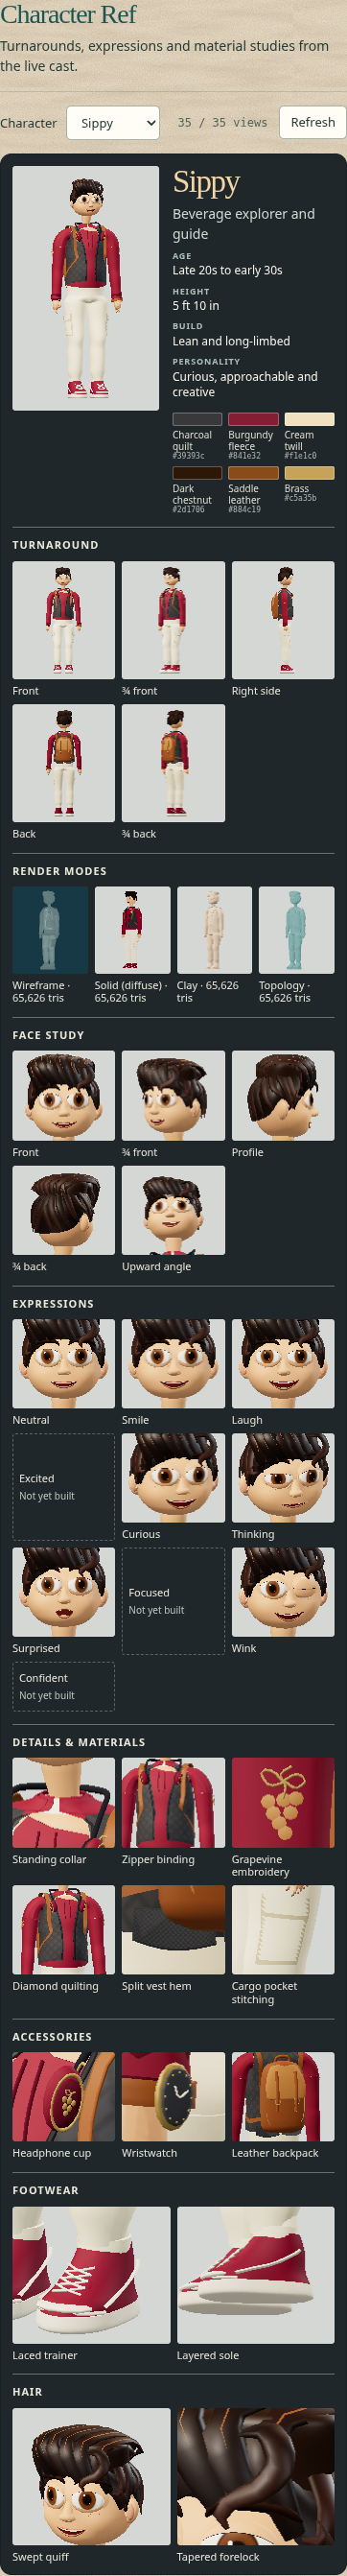 Character Ref
Turnarounds, expressions and material studies from
the live cast.
Character Sippy 35 / 35 views Refresh
Sippy
Beverage explorer and
guide
AGE
Late 20s to early 30s
HEIGHT
5 ft 10 in
BUILD
Lean and long-limbed
PERSONALITY
Curious, approachable and
creative
Charcoal
quilt
#39393c
Burgundy
fleece
#841e32
Cream
twill
#f1e1c0
Dark
chestnut
#2d1706
Saddle
leather
#884c19
Brass
#c5a35b
TURNAROUND
Front
¾ front
Right side
Back
¾ back
RENDER MODES
Wireframe ·
65,626 tris
Solid (diffuse) ·
65,626 tris
Clay · 65,626
tris
Topology ·
65,626 tris
FACE STUDY
Front
¾ front
Profile
¾ back
Upward angle
EXPRESSIONS
Neutral
Smile
Laugh
Excited
Not yet built
Curious
Thinking
Surprised
Focused
Not yet built
Wink
Confident
Not yet built
DETAILS & MATERIALS
Standing collar
Zipper binding
Grapevine
embroidery
Diamond quilting
Split vest hem
Cargo pocket
stitching
ACCESSORIES
Headphone cup
Wristwatch
Leather backpack
FOOTWEAR
Laced trainer
Layered sole
HAIR
Swept quiff
Tapered forelock